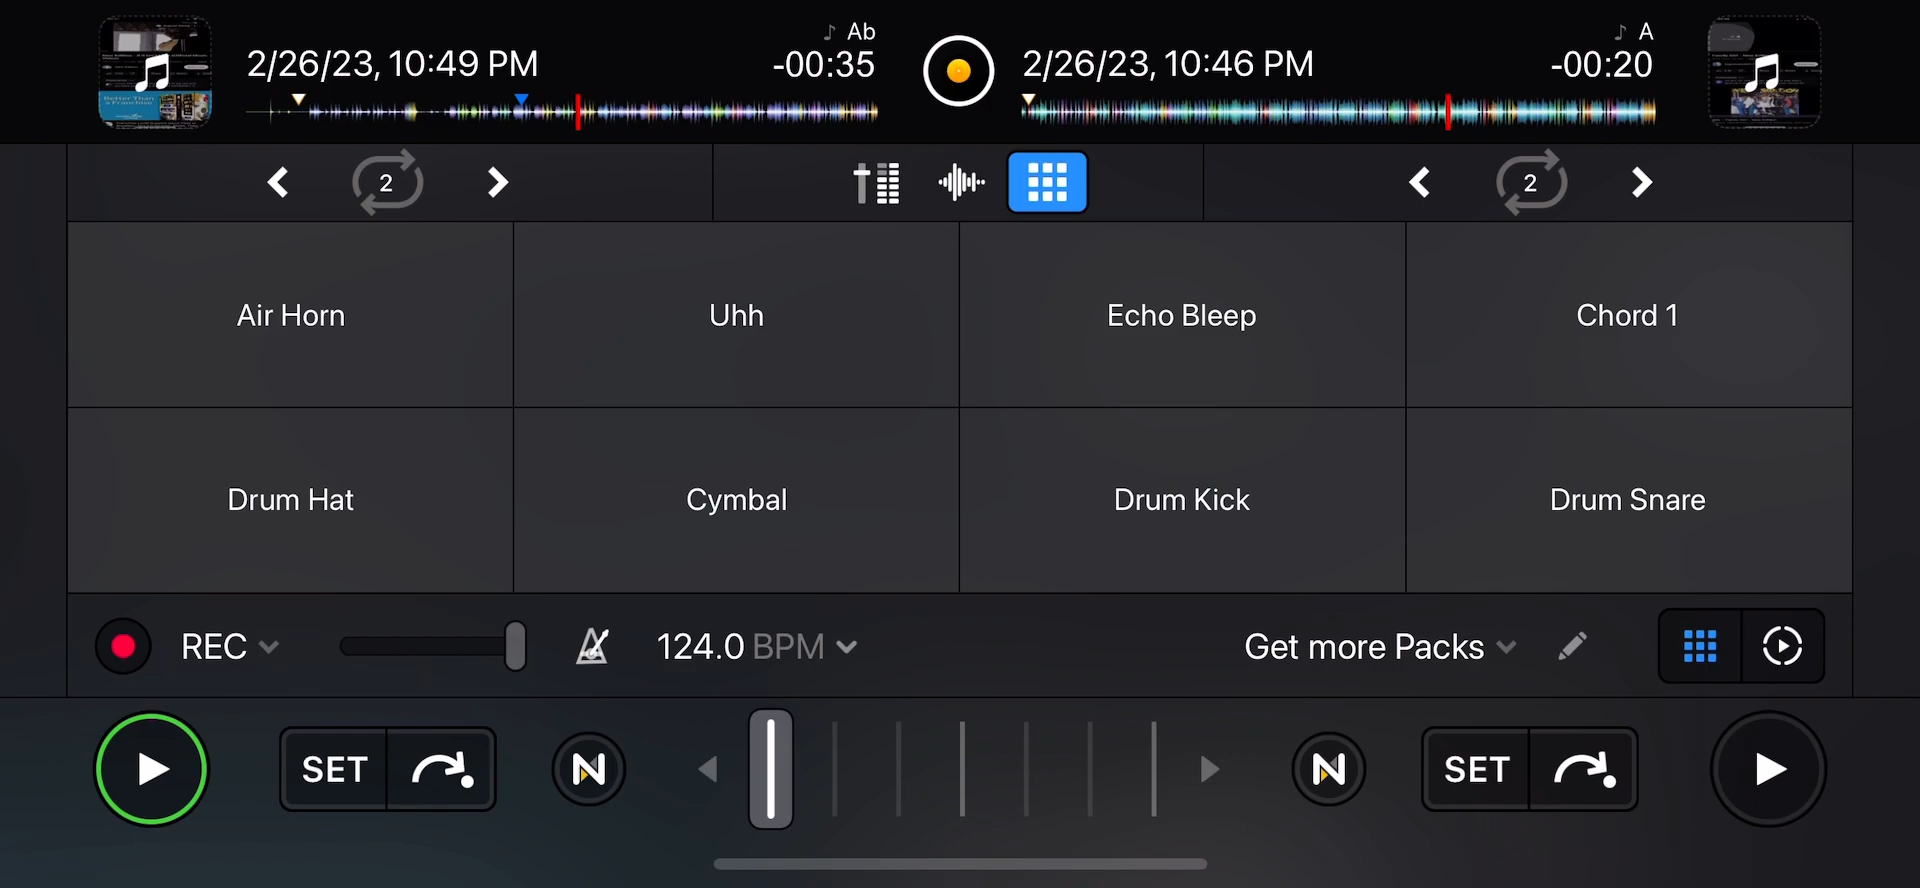 2/26/23, 10:49 PM
Ab
-00:35
2/26/23, 10:46 PM
A
-00:20
2
2
Air Horn
Uhh
Echo Bleep
Chord 1
Drum Hat
Cymbal
Drum Kick
Drum Snare
REC
124.0 BPM
Get more Packs
SET
N
N
SET